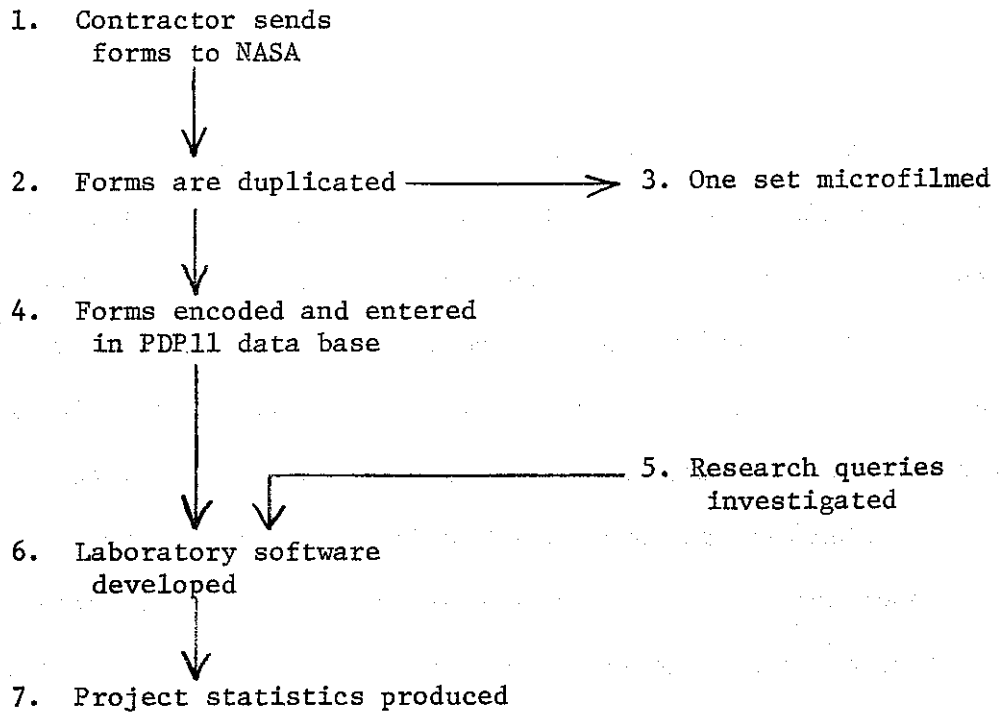 1. Contractor sends
forms to NASA
2. Forms are duplicated
3. One set microfilmed
4. Forms encoded and entered
in PDP11 data base
5. Research queries
investigated
6. Laboratory software
developed
7. Project statistics produced